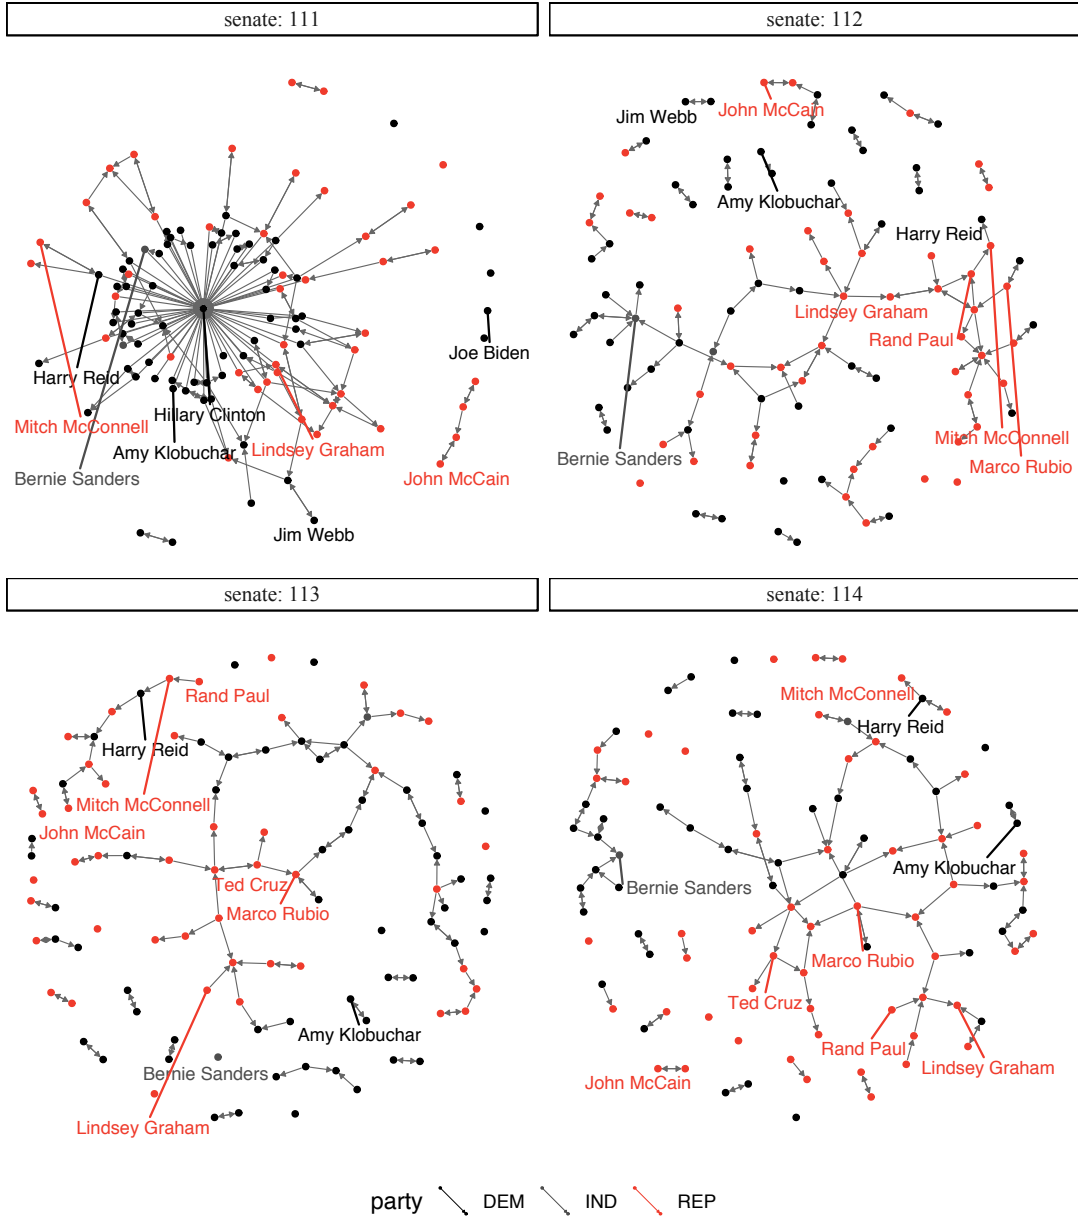 senate: 111
senate: 112
Jim Webb
John McCain
Amy Klobuchar
Harry Reid
Lindsey Graham
Rand Paul
Joe Biden
Harry Reid
Hillary Clinton
Mitch McConnell
Amy Klobuchar
Lindsey Graham
Bernie Sanders
John McCain
Jim Webb
Bernie Sanders
Mitch McConnell
Marco Rubio
senate: 113
senate: 114
Rand Paul
Harry Reid
Mitch McConnell
John McCain
Ted Cruz
Marco Rubio
Amy Klobuchar
Bernie Sanders
Lindsey Graham
Mitch McConnell
Harry Reid
Amy Klobuchar
Bernie Sanders
Marco Rubio
Ted Cruz
Rand Paul
Lindsey Graham
John McCain
party DEM IND REP